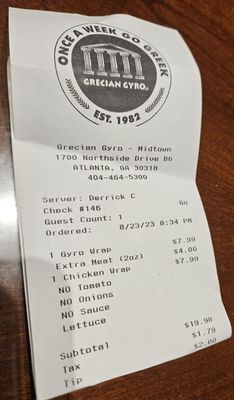 ONCE A WEEK GO GREEK
GRECIAN GYRO®
EST. 1982
Grecian Gyro - Midtown
1700 Northside Drive B6
ATLANTA, GA 30318
404-464-5300
Server: Derrick C
Check #146 Go
Guest Count: 1
Ordered: 8/23/23 8:34 PM
1 Gyro Wrap $7.99
Extra Meat (2oz) $4.00
1 Chicken Wrap $7.99
NO Tomato
NO Onions
NO Sauce
Lettuce
Subtotal $19.98
Tax $1.79
Tip $2.00